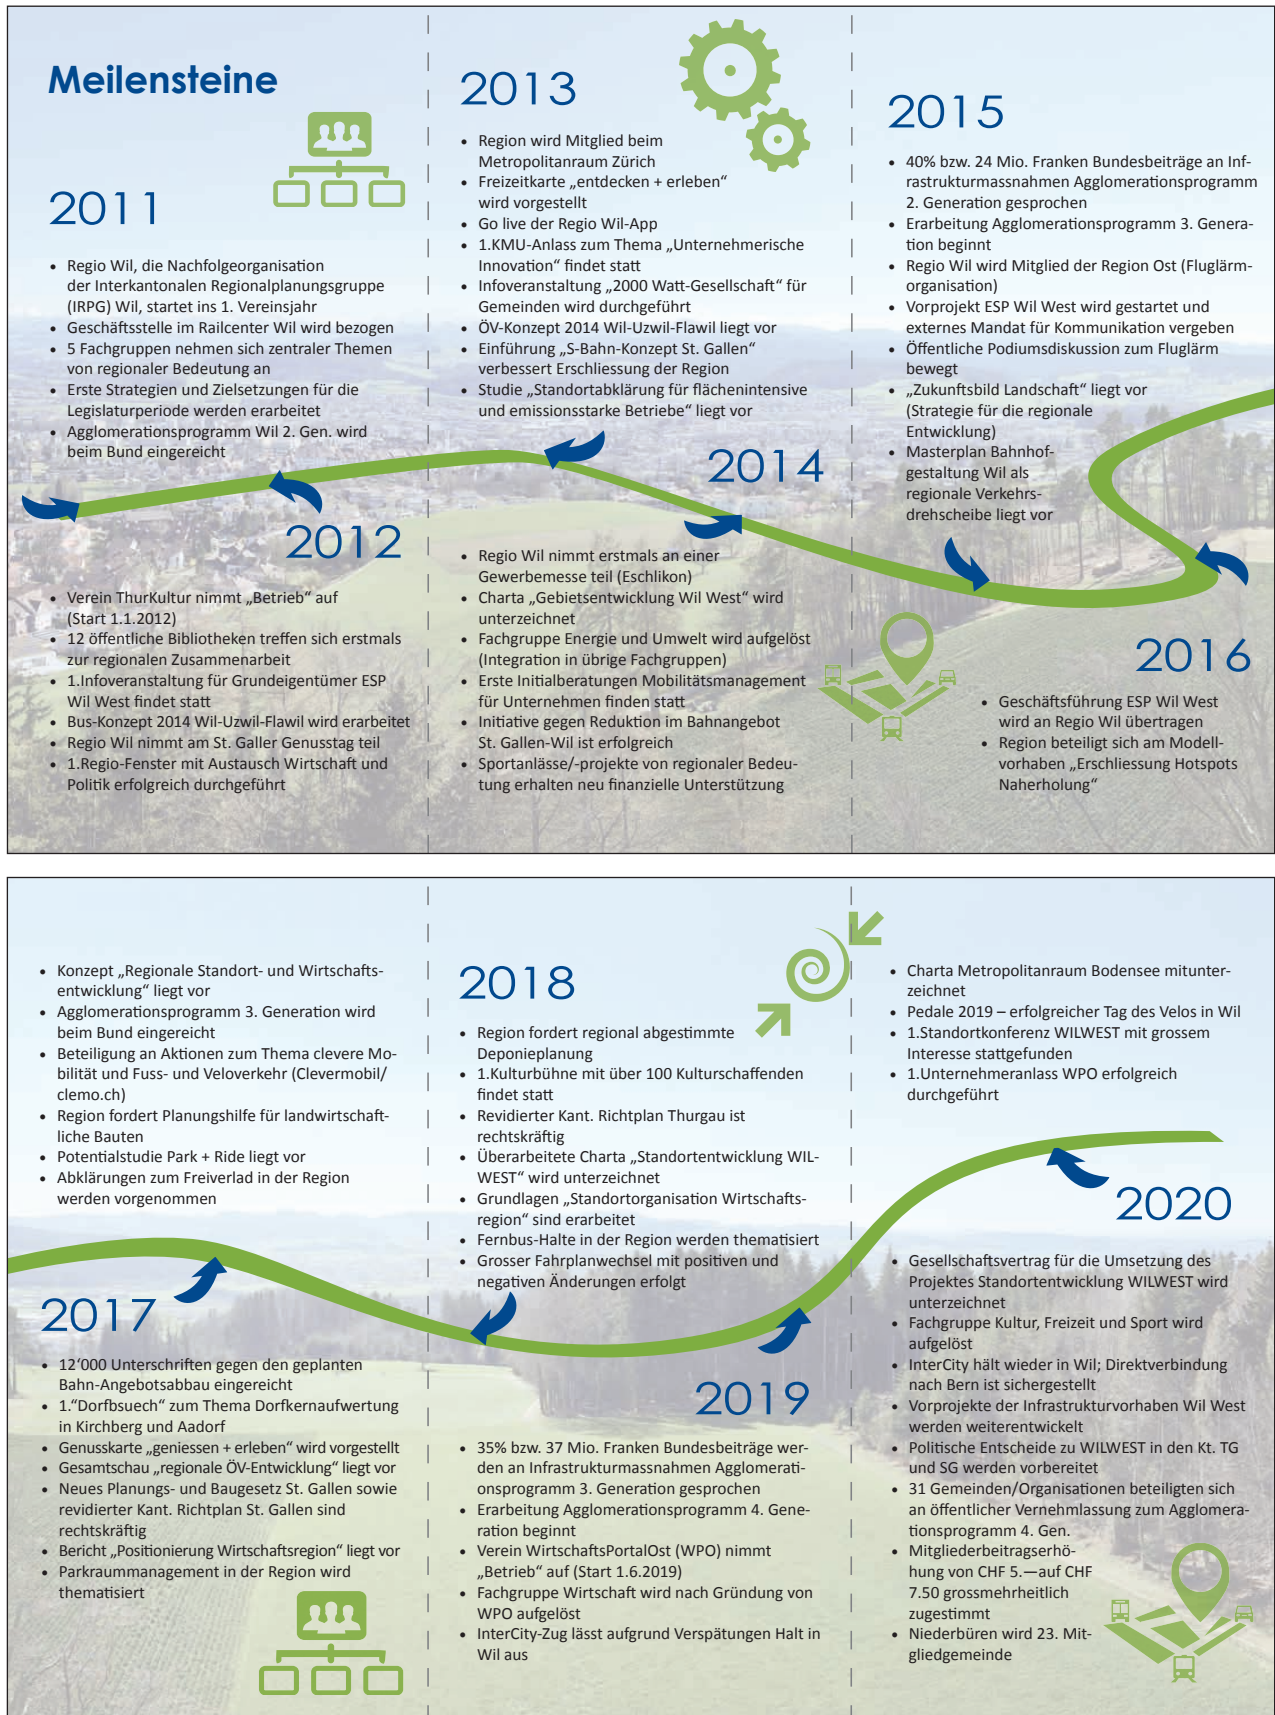 Meilensteine
2011
• Regio Wil, die Nachfolgeorganisation
der Interkantonalen Regionalplanungsgruppe
(IRPG) Wil, startet ins 1. Vereinsjahr
• Geschäftsstelle im Railcenter Wil wird bezogen
• 5 Fachgruppen nehmen sich zentraler Themen
von regionaler Bedeutung an
• Erste Strategien und Zielsetzungen für die
Legislaturperiode werden erarbeitet
• Agglomerationsprogramm Wil 2. Gen. wird
beim Bund eingereicht
2012
• Verein ThurKultur nimmt „Betrieb“ auf
(Start 1.1.2012)
• 12 öffentliche Bibliotheken treffen sich erstmals
zur regionalen Zusammenarbeit
• 1.Infoveranstaltung für Grundeigentümer ESP
Wil West findet statt
• Bus-Konzept 2014 Wil-Uzwil-Flawil wird erarbeitet
• Regio Wil nimmt am St. Galler Genusstag teil
• 1.Regio-Fenster mit Austausch Wirtschaft und
Politik erfolgreich durchgeführt
2013
• Region wird Mitglied beim
Metropolitanraum Zürich
• Freizeitkarte „entdecken + erleben“
wird vorgestellt
• Go live der Regio Wil-App
• 1.KMU-Anlass zum Thema „Unternehmerische
Innovation“ findet statt
• Infoveranstaltung „2000 Watt-Gesellschaft“ für
Gemeinden wird durchgeführt
• ÖV-Konzept 2014 Wil-Uzwil-Flawil liegt vor
• Einführung „S-Bahn-Konzept St. Gallen“
verbessert Erschliessung der Region
• Studie „Standortabklärung für flächenintensive
und emissionsstarke Betriebe“ liegt vor
2014
• Regio Wil nimmt erstmals an einer
Gewerbemesse teil (Eschlikon)
• Charta „Gebietsentwicklung Wil West“ wird
unterzeichnet
• Fachgruppe Energie und Umwelt wird aufgelöst
(Integration in übrige Fachgruppen)
• Erste Initialberatungen Mobilitätsmanagement
für Unternehmen finden statt
• Initiative gegen Reduktion im Bahnangebot
St. Gallen-Wil ist erfolgreich
• Sportanlässe/-projekte von regionaler Bedeu-
tung erhalten neu finanzielle Unterstützung
2015
• 40% bzw. 24 Mio. Franken Bundesbeiträge an Inf-
rastrukturmassnahmen Agglomerationsprogramm
2. Generation gesprochen
• Erarbeitung Agglomerationsprogramm 3. Genera-
tion beginnt
• Regio Wil wird Mitglied der Region Ost (Fluglärm-
organisation)
• Vorprojekt ESP Wil West wird gestartet und
externes Mandat für Kommunikation vergeben
• Öffentliche Podiumsdiskussion zum Fluglärm
bewegt
• „Zukunftsbild Landschaft“ liegt vor
(Strategie für die regionale
Entwicklung)
• Masterplan Bahnhof-
gestaltung Wil als
regionale Verkehrs-
drehscheibe liegt vor
2016
• Geschäftsführung ESP Wil West
wird an Regio Wil übertragen
• Region beteiligt sich am Modell-
vorhaben „Erschliessung Hotspots
Naherholung“
• Konzept „Regionale Standort- und Wirtschafts-
entwicklung“ liegt vor
• Agglomerationsprogramm 3. Generation wird
beim Bund eingereicht
• Beteiligung an Aktionen zum Thema clevere Mo-
bilität und Fuss- und Veloverkehr (Clevermobil/
clemo.ch)
• Region fordert Planungshilfe für landwirtschaft-
liche Bauten
• Potentialstudie Park + Ride liegt vor
• Abklärungen zum Freiverlad in der Region
werden vorgenommen
2017
• 12‘000 Unterschriften gegen den geplanten
Bahn-Angebotsabbau eingereicht
• 1.“Dorfbsuech“ zum Thema Dorfkernaufwertung
in Kirchberg und Aadorf
• Genusskarte „geniessen + erleben“ wird vorgestellt
• Gesamtschau „regionale ÖV-Entwicklung“ liegt vor
• Neues Planungs- und Baugesetz St. Gallen sowie
revidierter Kant. Richtplan St. Gallen sind
rechtskräftig
• Bericht „Positionierung Wirtschaftsregion“ liegt vor
• Parkraummanagement in der Region wird
thematisiert
2018
• Region fordert regional abgestimmte
Deponieplanung
• 1.Kulturbühne mit über 100 Kulturschaffenden
findet statt
• Revidierter Kant. Richtplan Thurgau ist
rechtskräftig
• Überarbeitete Charta „Standortentwicklung WIL-
WEST“ wird unterzeichnet
• Grundlagen „Standortorganisation Wirtschafts-
region“ sind erarbeitet
• Fernbus-Halte in der Region werden thematisiert
• Grosser Fahrplanwechsel mit positiven und
negativen Änderungen erfolgt
2019
• 35% bzw. 37 Mio. Franken Bundesbeiträge wer-
den an Infrastrukturmassnahmen Agglomerati-
onsprogramm 3. Generation gesprochen
• Erarbeitung Agglomerationsprogramm 4. Gene-
ration beginnt
• Verein WirtschaftsPortalOst (WPO) nimmt
„Betrieb“ auf (Start 1.6.2019)
• Fachgruppe Wirtschaft wird nach Gründung von
WPO aufgelöst
• InterCity-Zug lässt aufgrund Verspätungen Halt in
Wil aus
• Charta Metropolitanraum Bodensee mitunter-
zeichnet
• Pedale 2019 – erfolgreicher Tag des Velos in Wil
• 1.Standortkonferenz WILWEST mit grossem
Interesse stattgefunden
• 1.Unternehmeranlass WPO erfolgreich
durchgeführt
2020
• Gesellschaftsvertrag für die Umsetzung des
Projektes Standortentwicklung WILWEST wird
unterzeichnet
• Fachgruppe Kultur, Freizeit und Sport wird
aufgelöst
• InterCity hält wieder in Wil; Direktverbindung
nach Bern ist sichergestellt
• Vorprojekte der Infrastrukturvorhaben Wil West
werden weiterentwickelt
• Politische Entscheide zu WILWEST in den Kt. TG
und SG werden vorbereitet
• 31 Gemeinden/Organisationen beteiligten sich
an öffentlicher Vernehmlassung zum Agglomera-
tionsprogramm 4. Gen.
• Mitgliederbeitragserhö-
hung von CHF 5.—auf CHF
7.50 grossmehrheitlich
zugestimmt
• Niederbüren wird 23. Mit-
gliedgemeinde